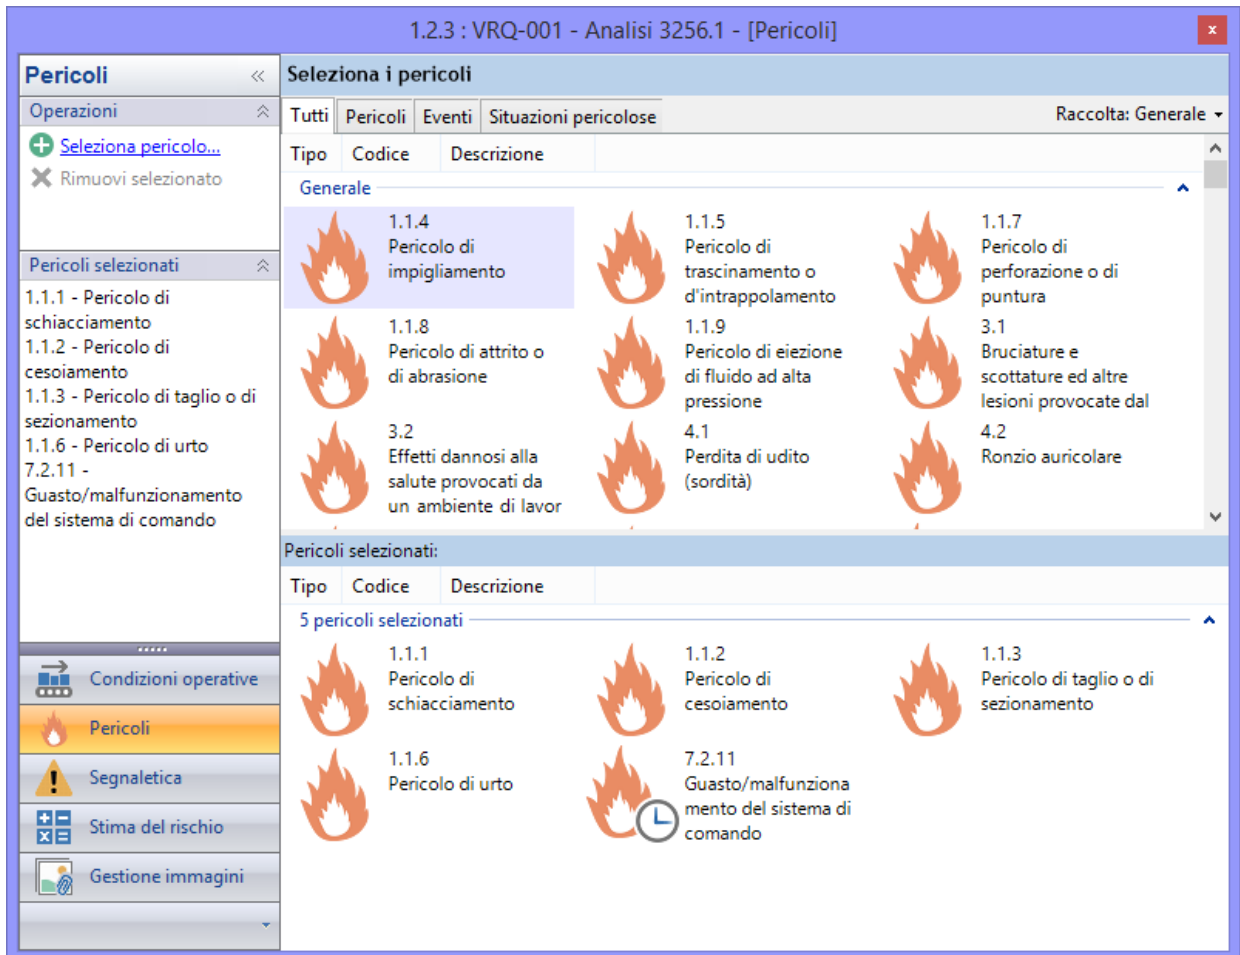 1.2.3 : VRQ-001 - Analisi 3256.1 - [Pericoli]
x
Pericoli
Operazioni
Seleziona pericolo...
Rimuovi selezionato
Pericoli selezionati
1.1.1 - Pericolo di
schiacciamento
1.1.2 - Pericolo di
cesoiamento
1.1.3 - Pericolo di taglio o di
sezionamento
1.1.6 - Pericolo di urto
7.2.11 -
Guasto/malfunzionamento
del sistema di comando
Condizioni operative
Pericoli
Segnaletica
Stima del rischio
Gestione immagini
Seleziona i pericoli
Tutti Pericoli Eventi Situazioni pericolose Raccolta: Generale
Tipo Codice Descrizione
Generale
1.1.4
Pericolo di
impigliamento
1.1.5
Pericolo di
trascinamento o
d'intrappolamento
1.1.7
Pericolo di
perforazione o di
puntura
1.1.8
Pericolo di attrito o
di abrasione
1.1.9
Pericolo di eiezione
di fluido ad alta
pressione
3.1
Bruciature e
scottature ed altre
lesioni provocate dal
3.2
Effetti dannosi alla
salute provocati da
un ambiente di lavor
4.1
Perdita di udito
(sordità)
4.2
Ronzio auricolare
Pericoli selezionati:
Tipo Codice Descrizione
5 pericoli selezionati
1.1.1
Pericolo di
schiacciamento
1.1.2
Pericolo di
cesoiamento
1.1.3
Pericolo di taglio o di
sezionamento
1.1.6
Pericolo di urto
7.2.11
Guasto/malfunziona
mento del sistema di
comando